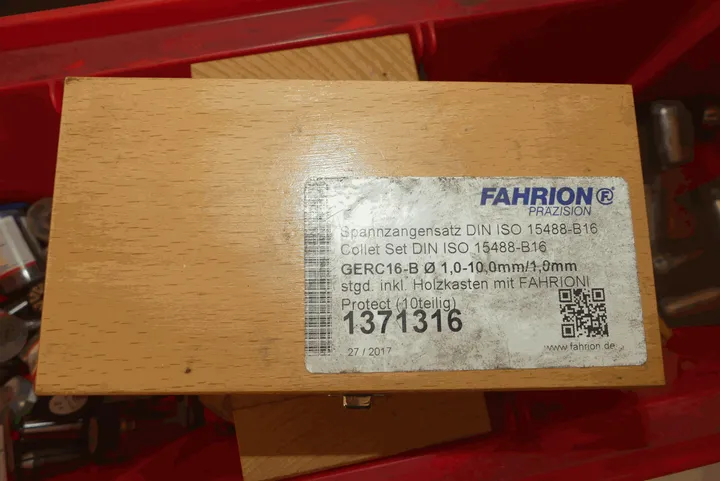 FAHRION®
PRÄZISION
Spannzangensatz DIN ISO 15488-B16
Collet Set DIN ISO 15488-B16
GERC16-B Ø 1,0-10,0mm/1,0mm
stgd. inkl. Holzkasten mit FAHRION
Protect (10teilig)
1371316
27 / 2017
www.fahrion.de